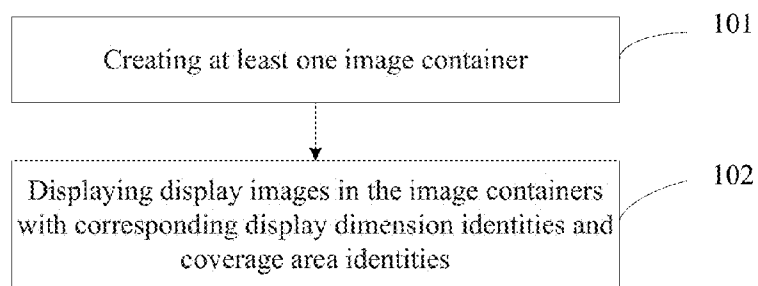 101
Creating at least one image container
102
Displaying display images in the image containers
with corresponding display dimension identities and
coverage area identities